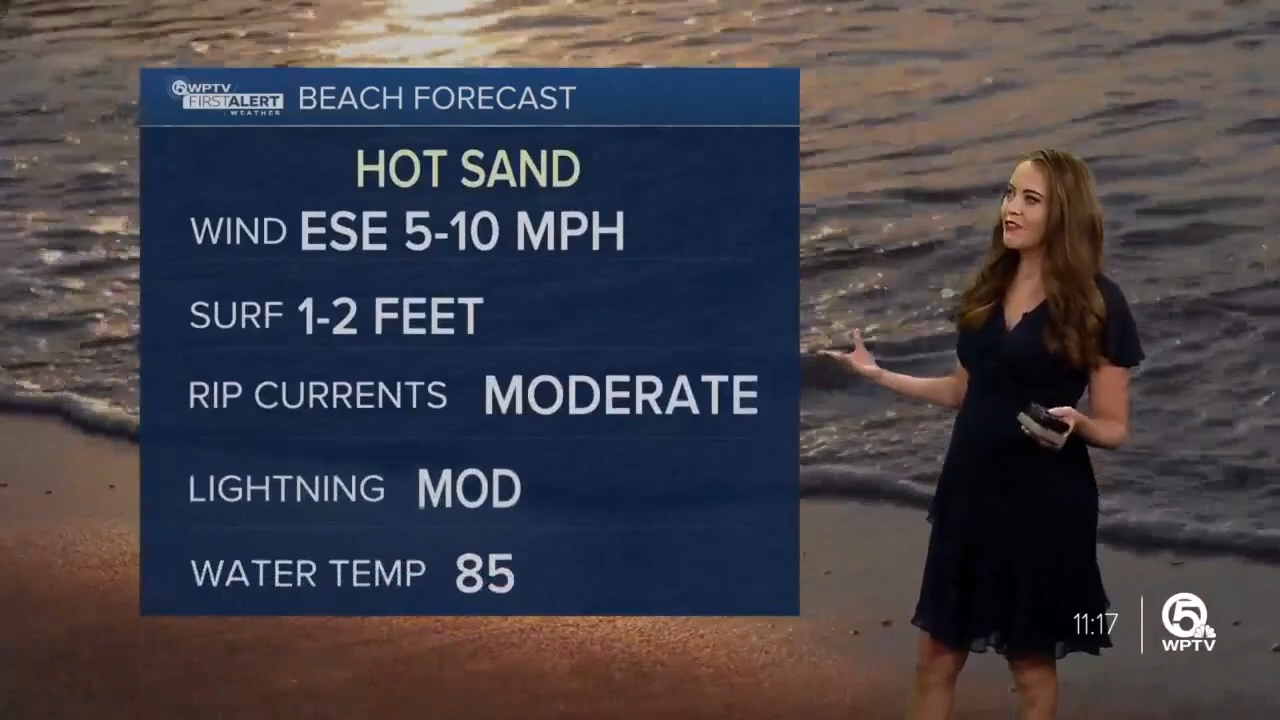 5 WPTV
FIRST ALERT
WEATHER
BEACH FORECAST
HOT SAND
WIND ESE 5-10 MPH
SURF 1-2 FEET
RIP CURRENTS MODERATE
LIGHTNING MOD
WATER TEMP 85
11:17
5
WPTV